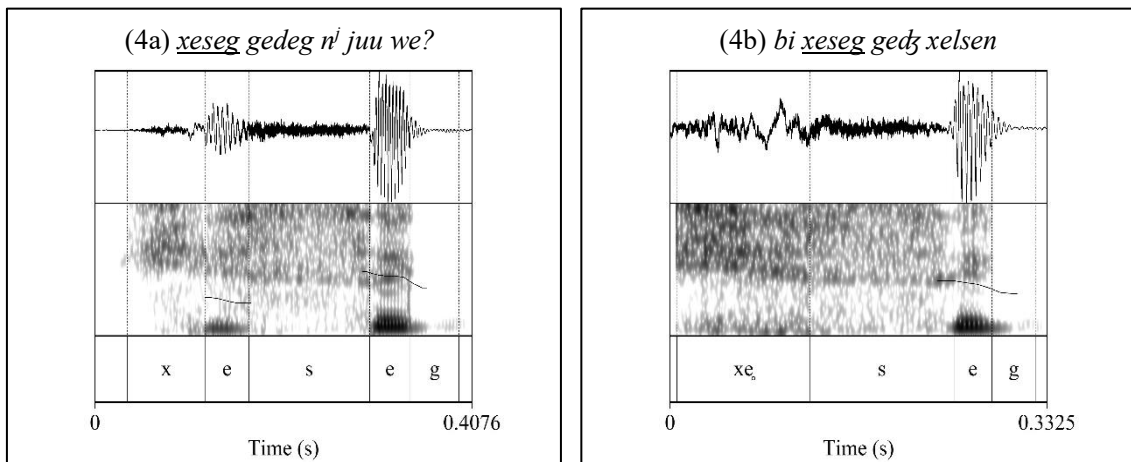 (4a) xeseg gedeg nʲ juu we?
x e s e g
0 0.4076
Time (s)
(4b) bi xeseg geʤ xelsen
xe̥ s e g
0 0.3325
Time (s)